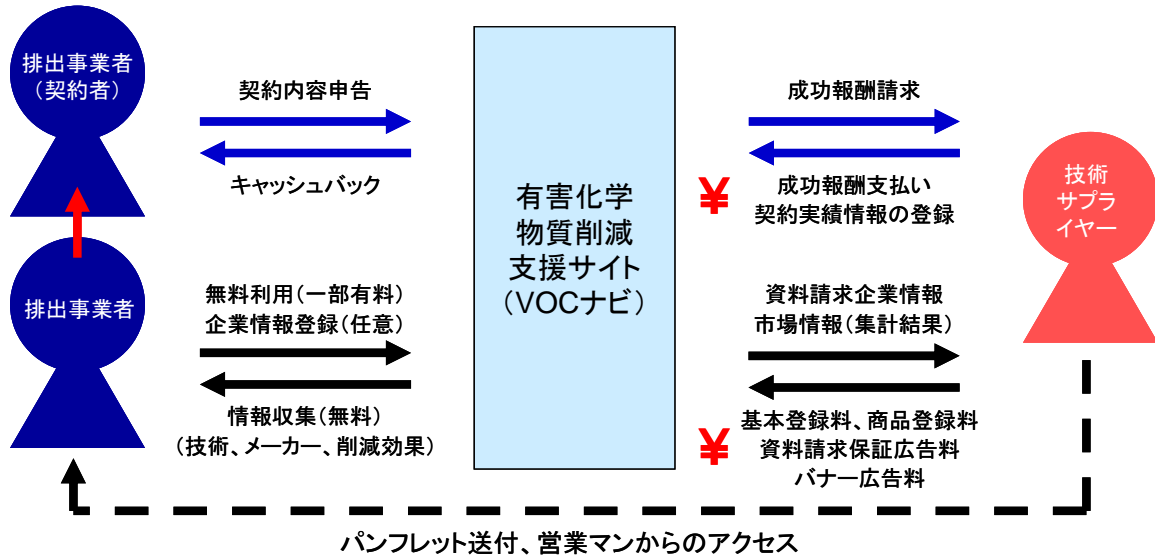 排出事業者
(契約者)
契約内容申告
キャッシュバック
排出事業者
無料利用(一部有料)
企業情報登録(任意)
情報収集(無料)
(技術、メーカー、削減効果)
有害化学
物質削減
支援サイト
(VOCナビ)
成功報酬請求
¥
成功報酬支払い
契約実績情報の登録
資料請求企業情報
市場情報(集計結果)
¥
基本登録料、商品登録料
資料請求保証広告料
バナー広告料
技術
サプラ
イヤー
パンフレット送付、営業マンからのアクセス